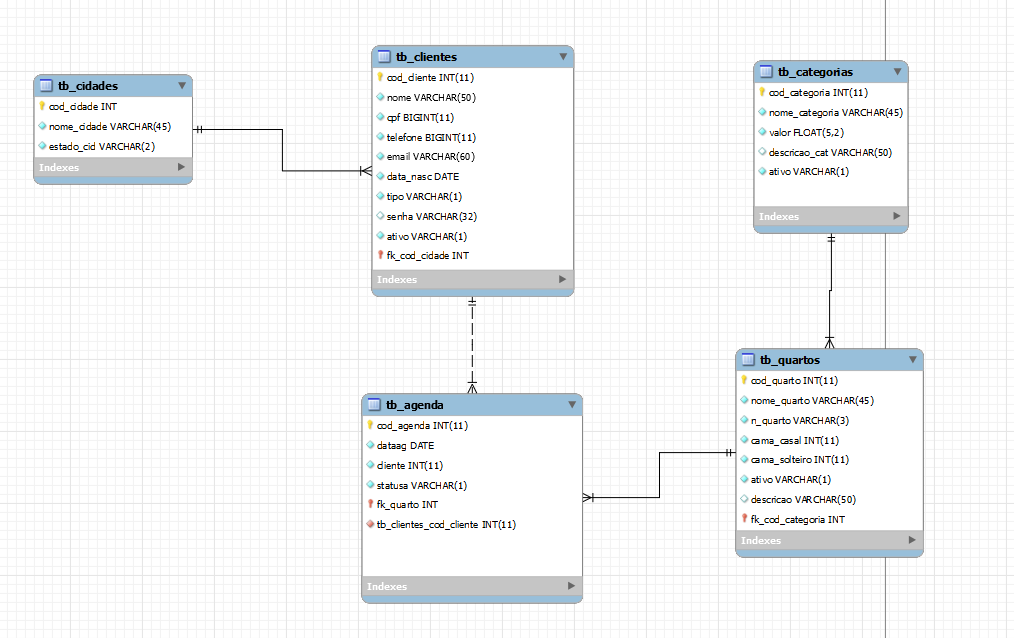 tb_cidades
cod_cidade INT
nome_cidade VARCHAR(45)
estado_cid VARCHAR(2)
Indexes
tb_clientes
cod_cliente INT(11)
nome VARCHAR(50)
cpf BIGINT(11)
telefone BIGINT(11)
email VARCHAR(60)
data_nasc DATE
tipo VARCHAR(1)
senha VARCHAR(32)
ativo VARCHAR(1)
fk_cod_cidade INT
Indexes
tb_categorias
cod_categoria INT(11)
nome_categoria VARCHAR(45)
valor FLOAT(5,2)
descricao_cat VARCHAR(50)
ativo VARCHAR(1)
Indexes
tb_agenda
cod_agenda INT(11)
dataag DATE
cliente INT(11)
statusa VARCHAR(1)
fk_quarto INT
tb_clientes_cod_cliente INT(11)
Indexes
tb_quartos
cod_quarto INT(11)
nome_quarto VARCHAR(45)
n_quarto VARCHAR(3)
cama_casal INT(11)
cama_solteiro INT(11)
ativo VARCHAR(1)
descricao VARCHAR(50)
fk_cod_categoria INT
Indexes